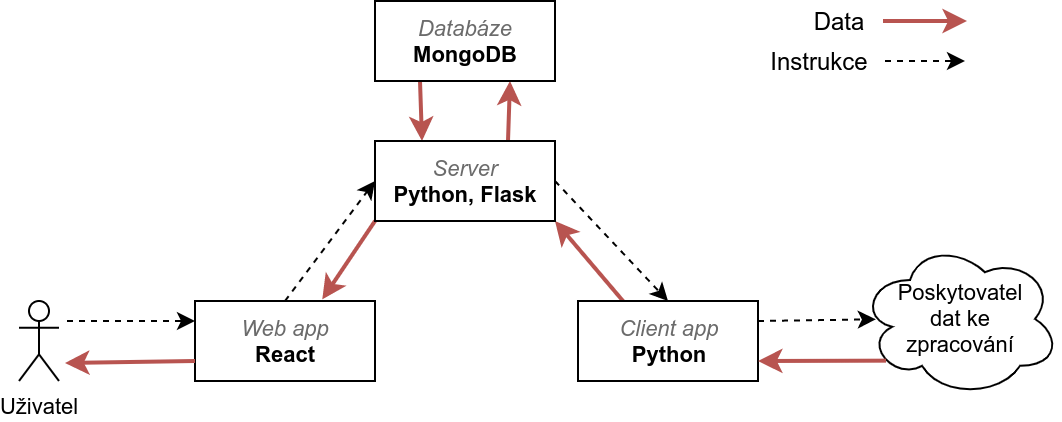 Databáze
MongoDB
Data
Instrukce
Server
Python, Flask
Web app
React
Client app
Python
Poskytovatel
dat ke
zpracování
Uživatel